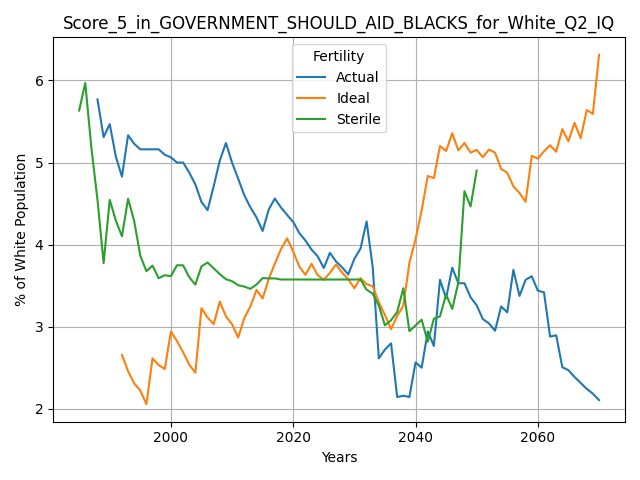 Score_5_in_GOVERNMENT_SHOULD_AID_BLACKS_for_White_Q2_IQ
Fertility
Actual
Ideal
Sterile
% of White Population
6
5
4
3
2
2000
2020
2040
2060
Years